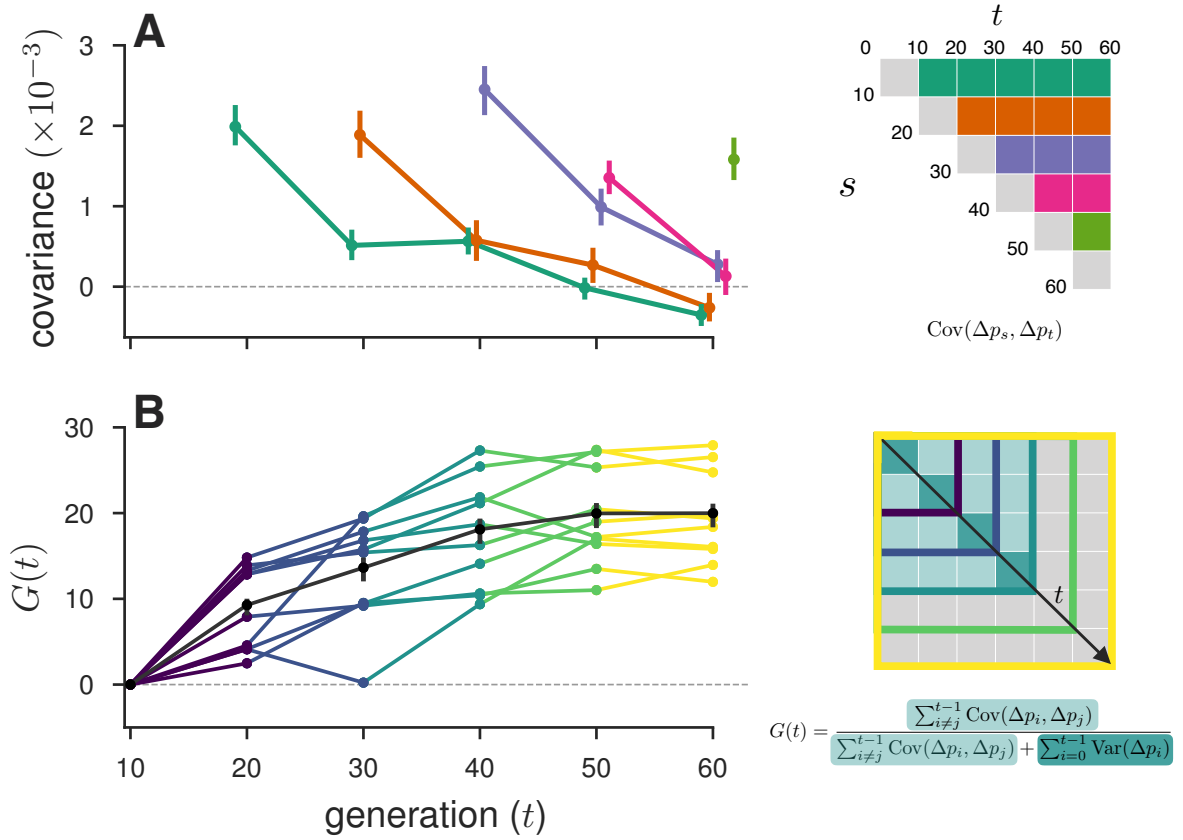 A
covariance (×10⁻³)
3
2
1
0
t
0 10 20 30 40 50 60
10
20
30
40
50
60
s
Cov(Δpₛ, Δpₜ)
B
G(t)
30
20
10
0
10 20 30 40 50 60
generation (t)
t
G(t) = ∑_{i≠j}^{t−1} Cov(Δp_i, Δp_j)
∑_{i≠j}^{t−1} Cov(Δp_i, Δp_j) + ∑_{i=0}^{t−1} Var(Δp_i)